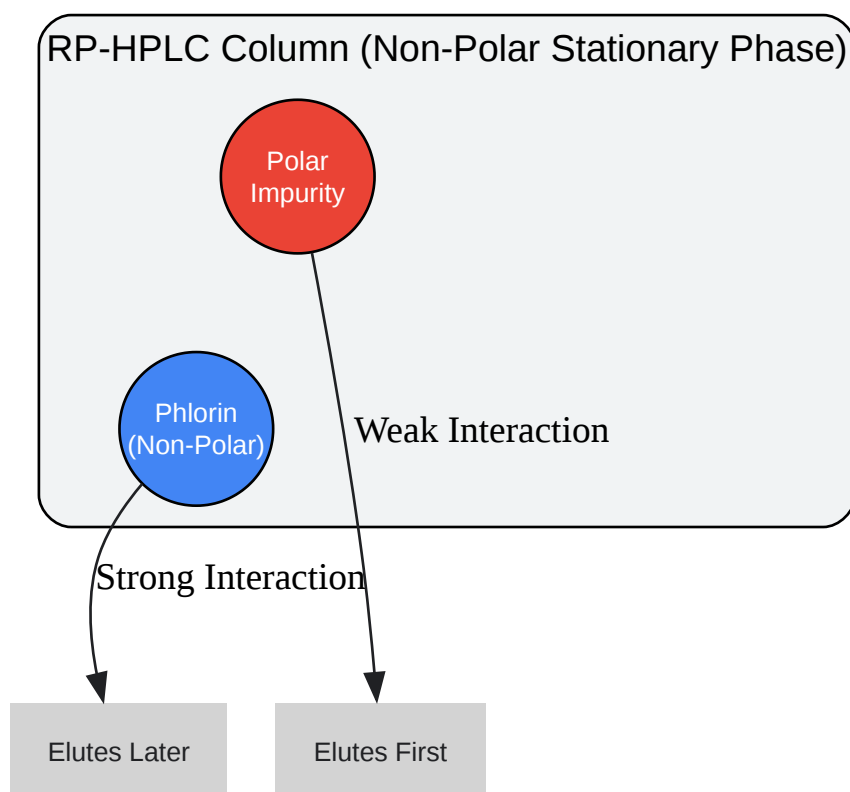 RP-HPLC Column (Non-Polar Stationary Phase)
Polar
Impurity
Phlorin
(Non-Polar)
Weak Interaction
Strong Interaction
Elutes Later
Elutes First